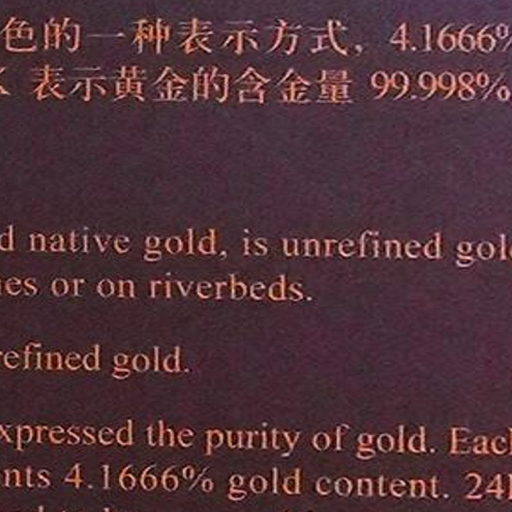 色的一种表示方式，4.1666%
K 表示黄金的含金量 99.998%
d native gold, is unrefined gol
nes or on riverbeds.
refined gold.
xpressed the purity of gold. Eac
nts 4.1666% gold content. 24